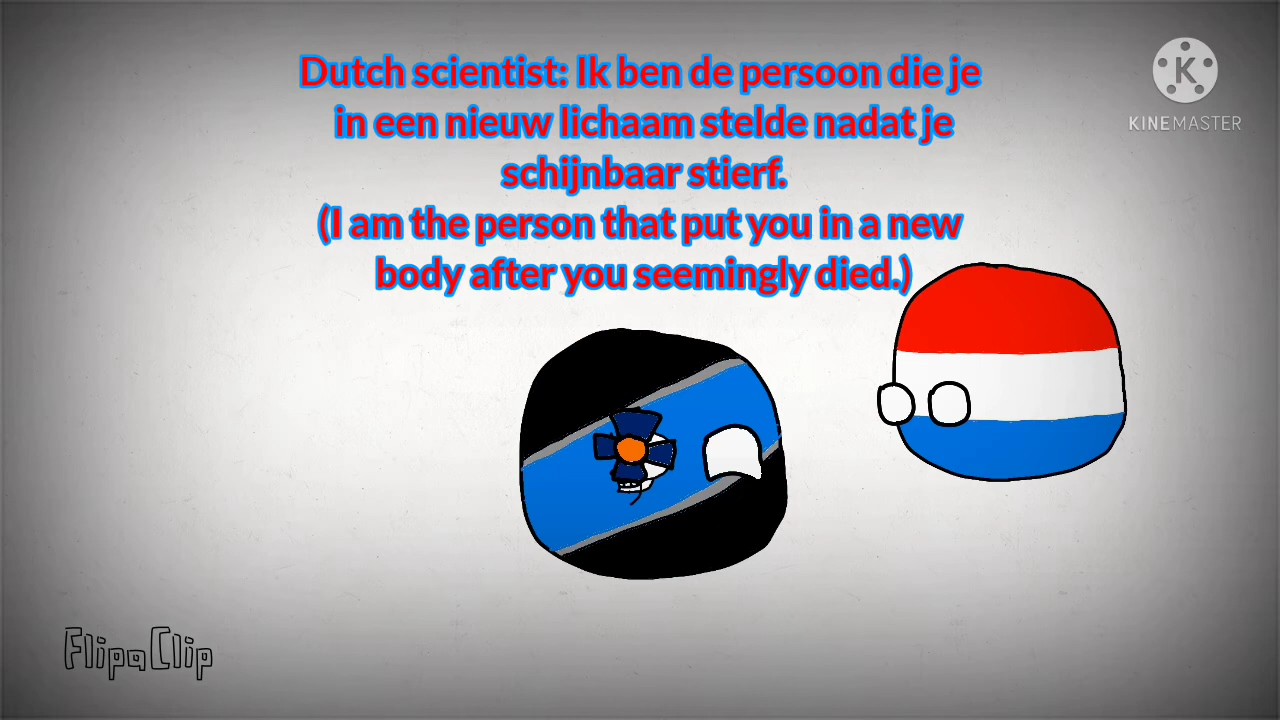 Dutch scientist: Ik ben de persoon die je
in een nieuw lichaam stelde nadat je
schijnbaar stierf.
(I am the person that put you in a new
body after you seemingly died.)
K
KINEMASTER
FlipaClip